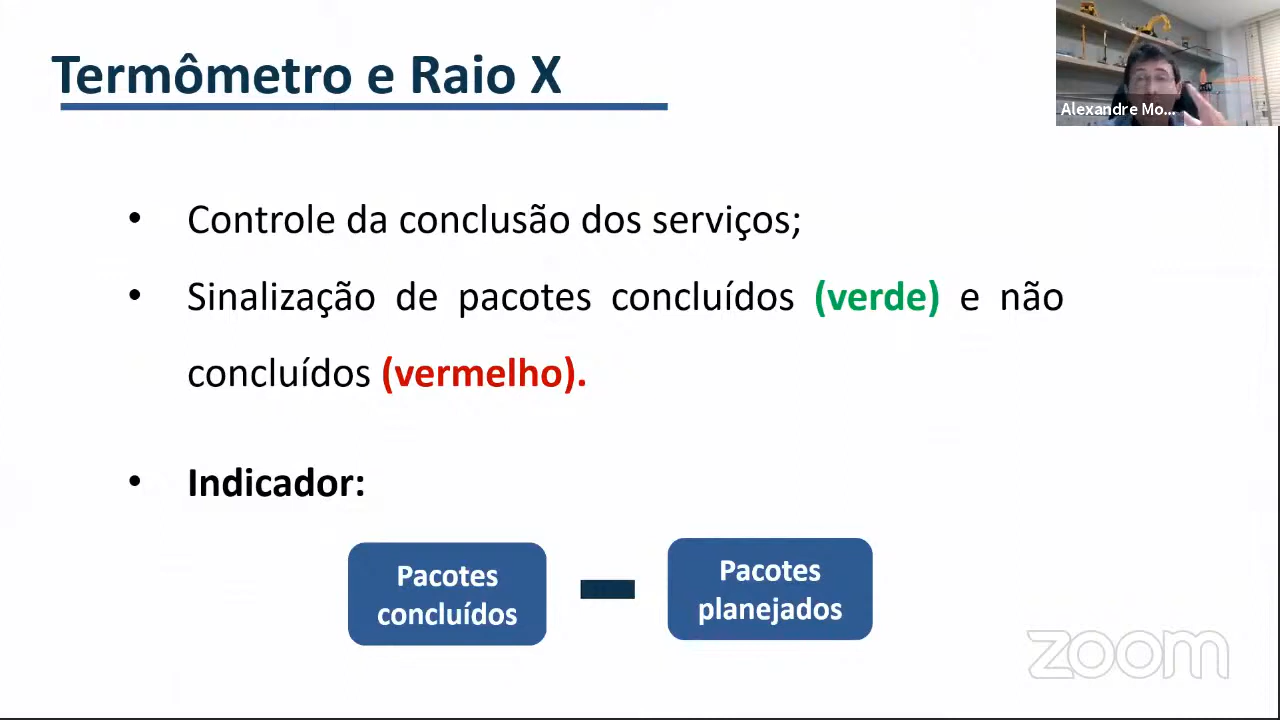 Termômetro e Raio X
Alexandre Mo...
• Controle da conclusão dos serviços;
• Sinalização de pacotes concluídos (verde) e não
concluídos (vermelho).
• Indicador:
Pacotes
concluídos
Pacotes
planejados
zoom